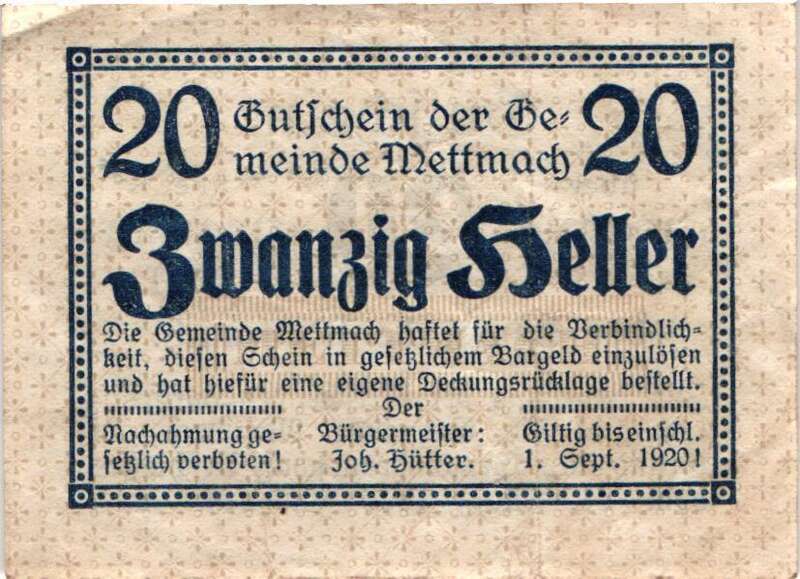 20 Gutschein der Ge- 20
meinde Mettmach
Zwanzig Heller
Die Gemeinde Mettmach haftet für die Verbindlich-
keit, diesen Schein in gesetzlichem Bargeld einzulösen
und hat hiefür eine eigene Deckungsrücklage bestellt.
Nachahmung ge-
setzlich verboten!
Der
Bürgermeister:
Joh. Hütter.
Giltig bis einschl.
1. Sept. 1920!